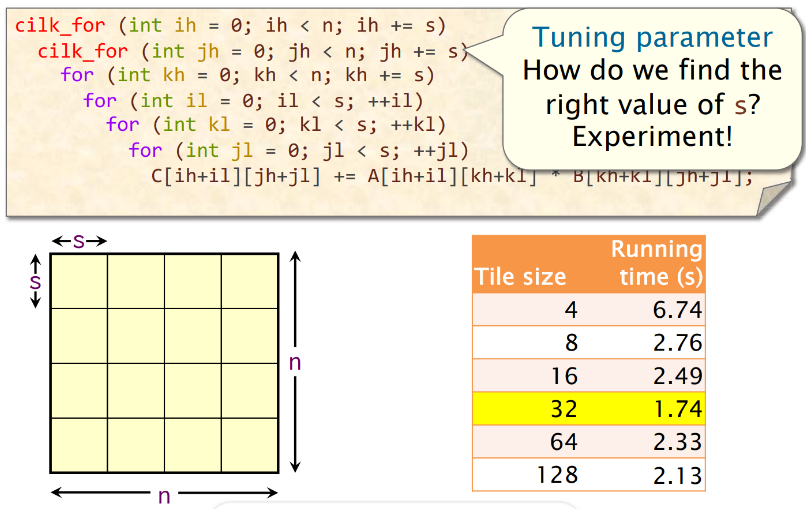 cilk_for (int ih = 0; ih < n; ih += s)
cilk_for (int jh = 0; jh < n; jh += s)
for (int kh = 0; kh < n; kh += s)
for (int il = 0; il < s; ++il)
for (int kl = 0; kl < s; ++kl)
for (int jl = 0; jl < s; ++jl)
C[ih+il][jh+jl] += A[ih+il][kh+kl] * B[kh+kl][jh+jl];
Tuning parameter
How do we find the
right value of s?
Experiment!
s
s
n
n
Tile size Running time (s)
4 6.74
8 2.76
16 2.49
32 1.74
64 2.33
128 2.13